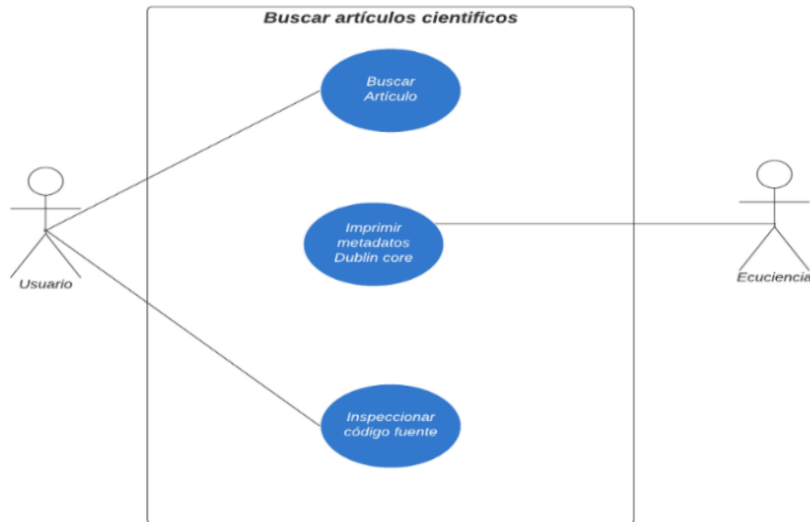 Buscar artículos cientificos
Buscar
Artículo
Imprimir
metadatos
Dublin core
Usuario
Ecuciencia
Inspeccionar
código fuente